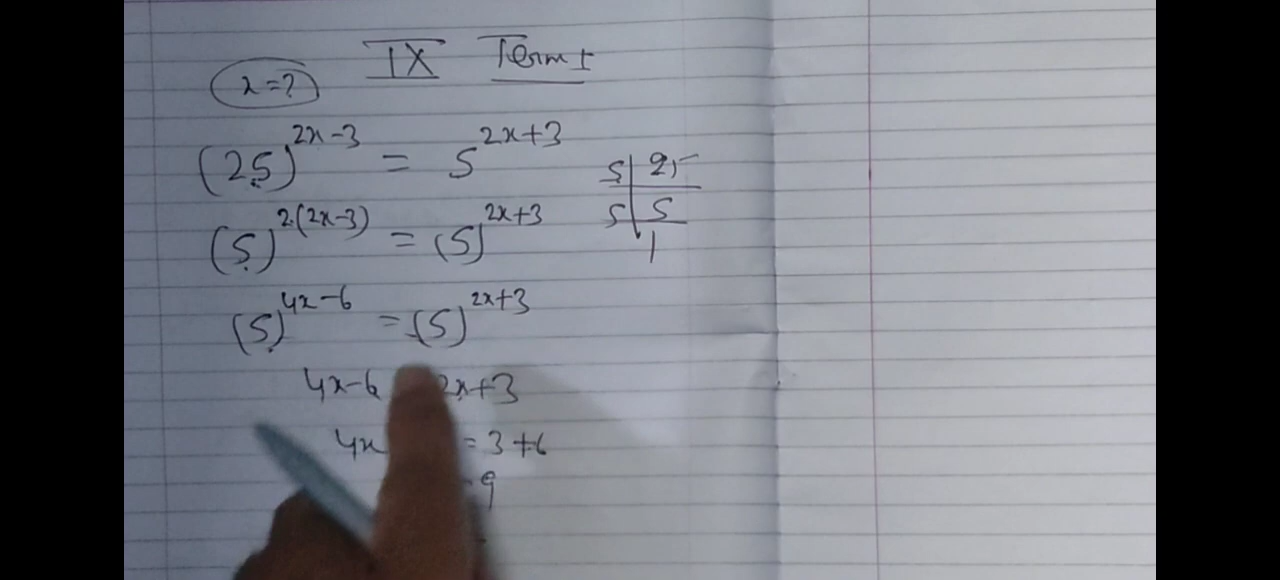 IX Term I
x=?
(25)^{2x-3} = 5^{2x+3}
5 | 25
5 | 5
1
(5)^{2(2x-3)} = (5)^{2x+3}
(5)^{4x-6} = (5)^{2x+3}
4x-6 2x+3
4x = 3+6
9